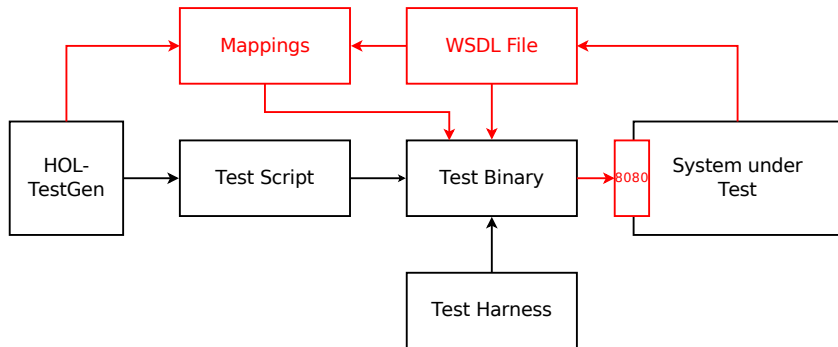 Mappings
WSDL File
HOL-
TestGen
Test Script
Test Binary
8080
System under
Test
Test Harness